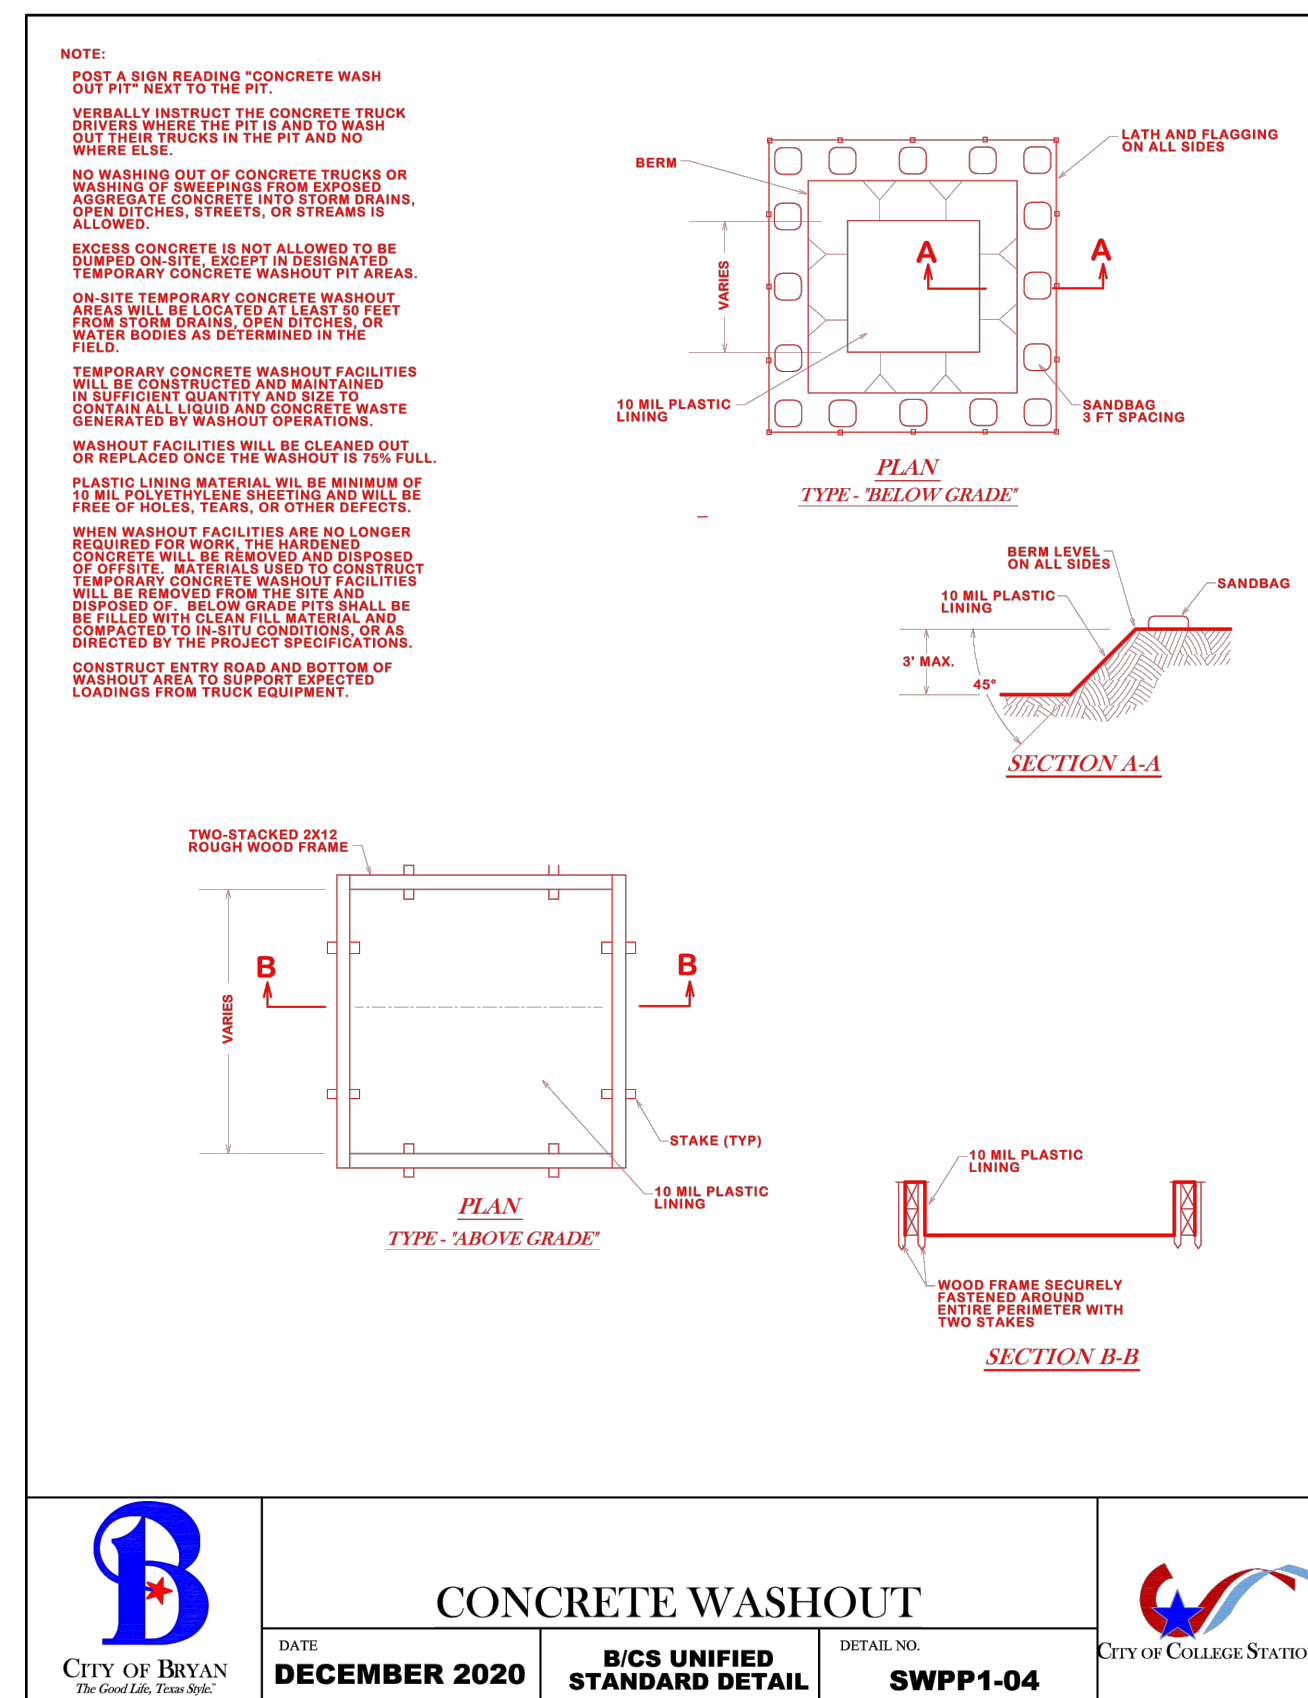 NOTE:
POST A SIGN READING "CONCRETE WASH
OUT PIT" NEXT TO THE PIT.
VERBALLY INSTRUCT THE CONCRETE TRUCK
DRIVERS WHERE THE PIT IS AND TO WASH
OUT THEIR TRUCKS IN THE PIT AND NO
WHERE ELSE.
NO WASHING OUT OF CONCRETE TRUCKS OR
WASHING OF SWEEPINGS FROM EXPOSED
AGGREGATE CONCRETE INTO STORM DRAINS,
OPEN DITCHES, STREETS, OR STREAMS IS
ALLOWED.
EXCESS CONCRETE IS NOT ALLOWED TO BE
DUMPED ON-SITE, EXCEPT IN DESIGNATED
TEMPORARY CONCRETE WASHOUT PIT AREAS.
ON-SITE TEMPORARY CONCRETE WASHOUT
AREAS WILL BE LOCATED AT LEAST 50 FEET
FROM STORM DRAINS, OPEN DITCHES, OR
WATER BODIES AS DETERMINED IN THE
FIELD.
TEMPORARY CONCRETE WASHOUT FACILITIES
WILL BE CONSTRUCTED AND MAINTAINED
IN SUFFICIENT QUANTITY AND SIZE TO
CONTAIN ALL LIQUID AND CONCRETE WASTE
GENERATED BY WASHOUT OPERATIONS.
WASHOUT FACILITIES WILL BE CLEANED OUT
OR REPLACED ONCE THE WASHOUT IS 75% FULL.
PLASTIC LINING MATERIAL WIL BE MINIMUM OF
10 MIL POLYETHYLENE SHEETING AND WILL BE
FREE OF HOLES, TEARS, OR OTHER DEFECTS.
WHEN WASHOUT FACILITIES ARE NO LONGER
REQUIRED FOR WORK, THE HARDENED
CONCRETE WILL BE REMOVED AND DISPOSED
OF OFFSITE. MATERIALS USED TO CONSTRUCT
TEMPORARY CONCRETE WASHOUT FACILITIES
WILL BE REMOVED FROM THE SITE AND
DISPOSED OF. BELOW GRADE PITS SHALL BE
BE FILLED WITH CLEAN FILL MATERIAL AND
COMPACTED TO IN-SITU CONDITIONS, OR AS
DIRECTED BY THE PROJECT SPECIFICATIONS.
CONSTRUCT ENTRY ROAD AND BOTTOM OF
WASHOUT AREA TO SUPPORT EXPECTED
LOADINGS FROM TRUCK EQUIPMENT.
BERM
LATH AND FLAGGING
ON ALL SIDES
VARIES
A
A
10 MIL PLASTIC
LINING
SANDBAG
3 FT SPACING
PLAN
TYPE - "BELOW GRADE"
BERM LEVEL
ON ALL SIDES
10 MIL PLASTIC
LINING
SANDBAG
3' MAX.
45°
SECTION A-A
TWO-STACKED 2X12
ROUGH WOOD FRAME
VARIES
B
B
STAKE (TYP)
10 MIL PLASTIC
LINING
PLAN
TYPE - "ABOVE GRADE"
10 MIL PLASTIC
LINING
WOOD FRAME SECURELY
FASTENED AROUND
ENTIRE PERIMETER WITH
TWO STAKES
SECTION B-B
B
CITY OF BRYAN
The Good Life, Texas Style.™
CONCRETE WASHOUT
DATE
DECEMBER 2020
B/CS UNIFIED
STANDARD DETAIL
DETAIL NO.
SWPP1-04
CITY OF COLLEGE STATIO